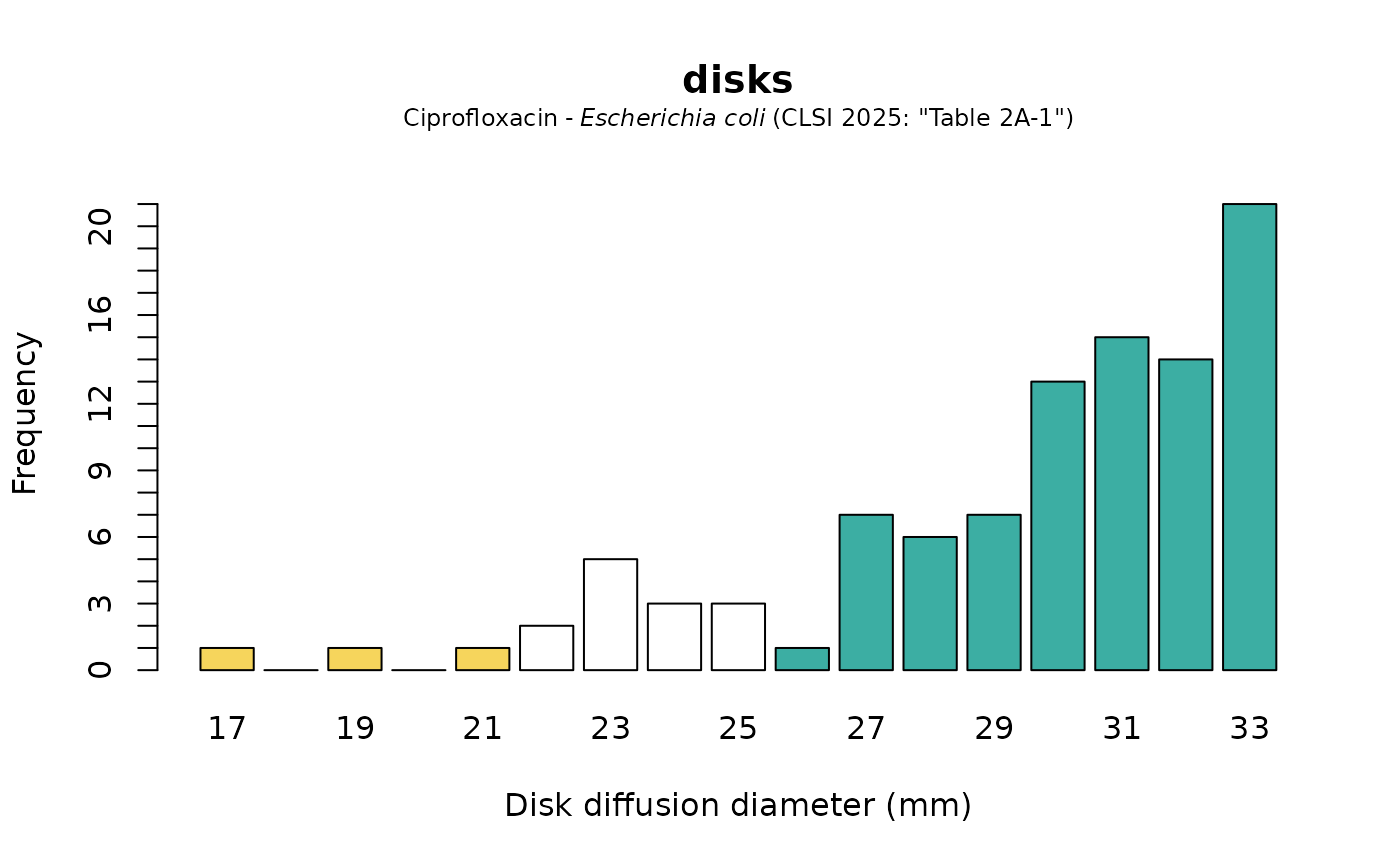 disks
Ciprofloxacin - Escherichia coli (CLSI 2025: "Table 2A-1")
Frequency
20
16
12
9
6
3
0
17 19 21 23 25 27 29 31 33
Disk diffusion diameter (mm)